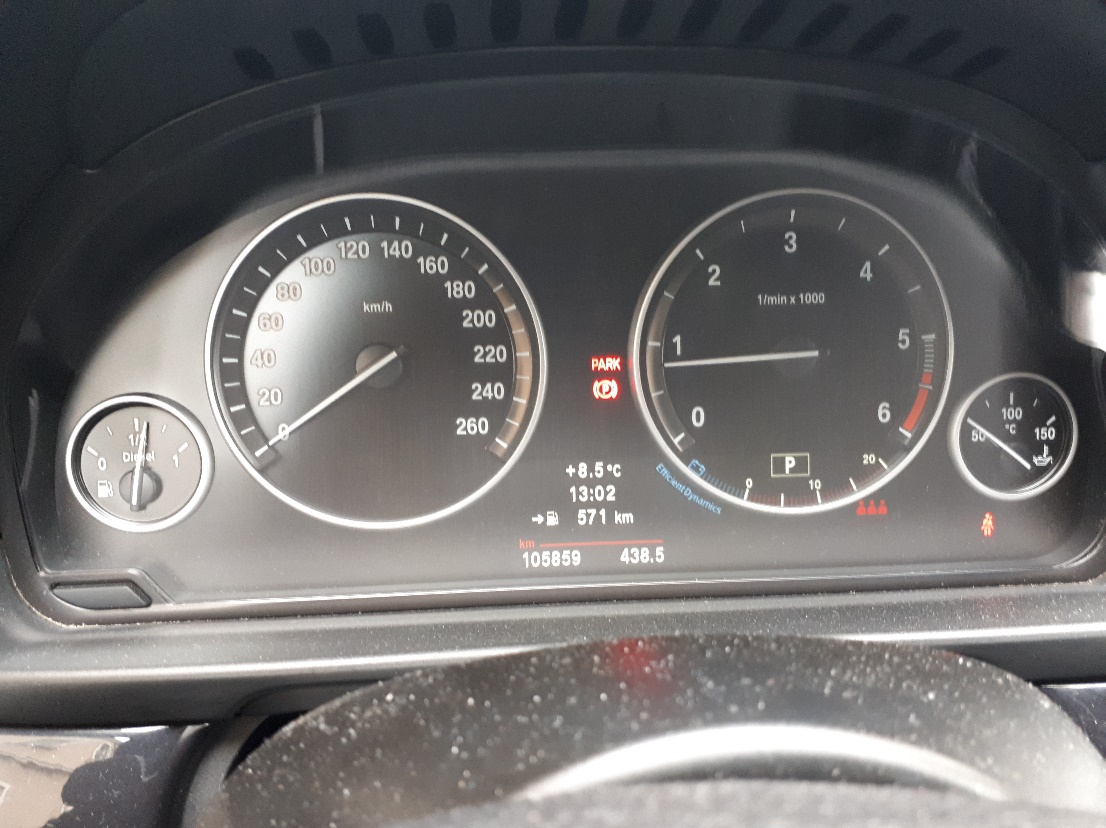 120 140
100 160
80 180
60 200
40 220
20 240
0 260
km/h
3
2 4
1/min x 1000
1 5
0 6
PARK
P
0 1/2 1
Diesel
50 100 150
°C
+8.5°C
13:02
571 km
km
105859 438.5
Efficient Dynamics
P
0 10 20